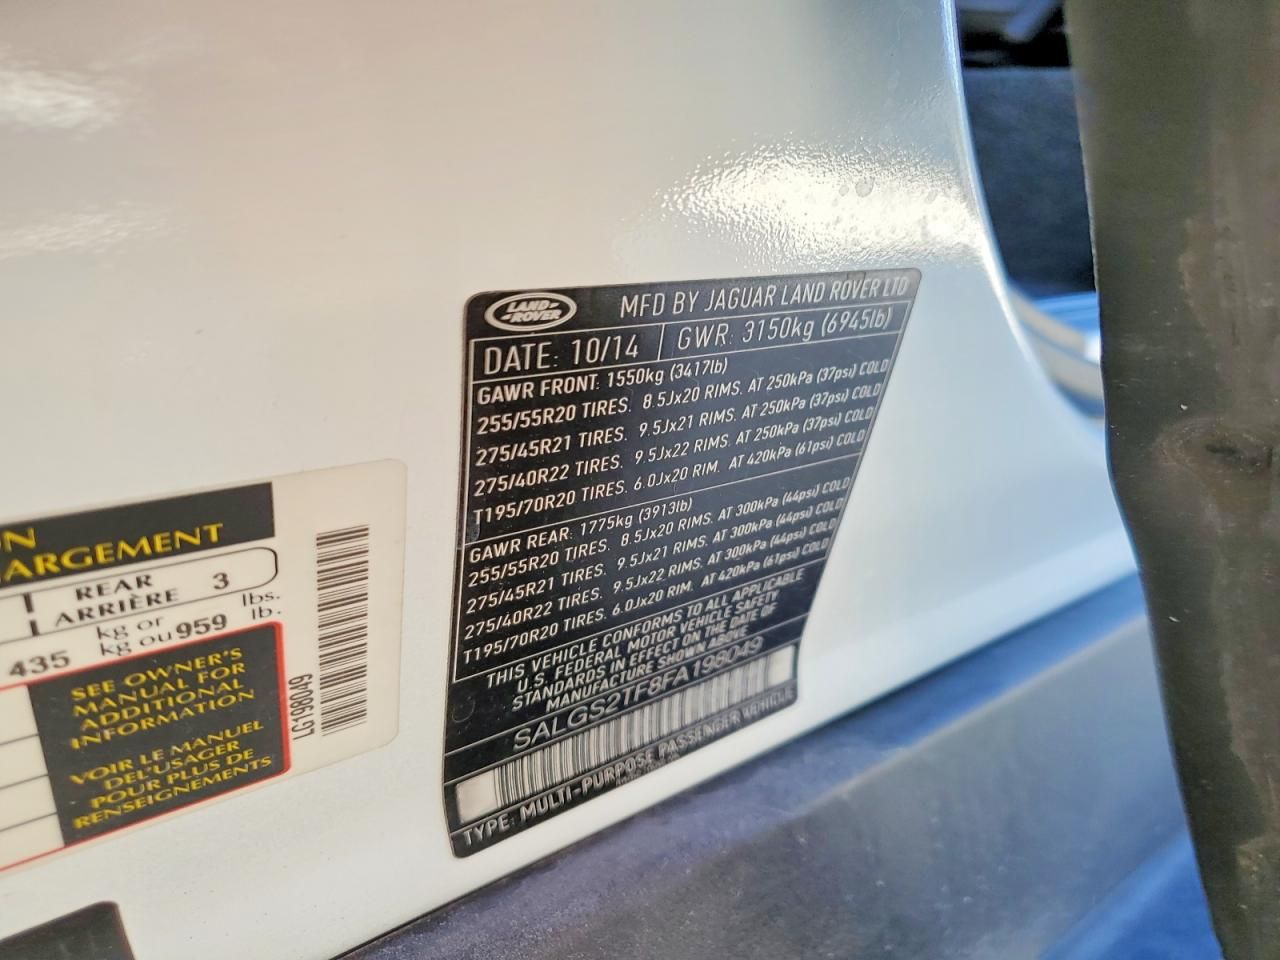 LAND-
-ROVER
MFD BY JAGUAR LAND ROVER LTD
DATE: 10/14 GWR: 3150kg (6945lb)
GAWR FRONT: 1550kg (3417lb)
255/55R20 TIRES. 8.5Jx20 RIMS. AT 250kPa (37psi) COLD
275/45R21 TIRES. 9.5Jx21 RIMS. AT 250kPa (37psi) COLD
275/40R22 TIRES. 9.5Jx22 RIMS. AT 250kPa (37psi) COLD
T195/70R20 TIRES. 6.0Jx20 RIM. AT 420kPa (61psi) COLD
GAWR REAR: 1775kg (3913lb)
255/55R20 TIRES. 8.5Jx20 RIMS. AT 300kPa (44psi) COLD
275/45R21 TIRES. 9.5Jx21 RIMS. AT 300kPa (44psi) COLD
275/40R22 TIRES. 9.5Jx22 RIMS. AT 300kPa (44psi) COLD
T195/70R20 TIRES. 6.0Jx20 RIM. AT 420kPa (61psi) COLD
THIS VEHICLE CONFORMS TO ALL APPLICABLE
U.S. FEDERAL MOTOR VEHICLE SAFETY
STANDARDS IN EFFECT ON THE DATE OF
MANUFACTURE SHOWN ABOVE
SALGS2TF8FA198049
TYPE: MULTI-PURPOSE PASSENGER VEHICLE
ON
ARGEMENT
REAR
ARRIÈRE 3
435 kg or 959 lbs.
kg ou lb.
SEE OWNER'S
MANUAL FOR
ADDITIONAL
INFORMATION
VOIR LE MANUEL
DEL'USAGER
POUR PLUS DE
RENSEIGNEMENTS
LG198049